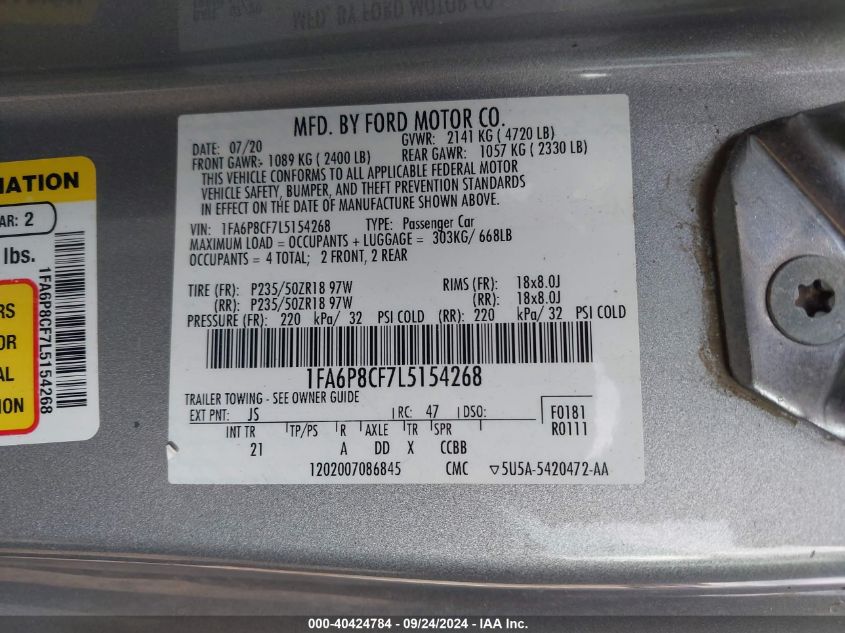 MFD. BY FORD MOTOR CO.
DATE: 07/20 GVWR: 2141 KG ( 4720 LB)
FRONT GAWR: 1089 KG ( 2400 LB) REAR GAWR: 1057 KG ( 2330 LB)
THIS VEHICLE CONFORMS TO ALL APPLICABLE FEDERAL MOTOR
VEHICLE SAFETY, BUMPER, AND THEFT PREVENTION STANDARDS
IN EFFECT ON THE DATE OF MANUFACTURE SHOWN ABOVE.
VIN: 1FA6P8CF7L5154268 TYPE: Passenger Car
MAXIMUM LOAD = OCCUPANTS + LUGGAGE = 303KG/ 668LB
OCCUPANTS = 4 TOTAL; 2 FRONT, 2 REAR
TIRE (FR): P235/50ZR18 97W RIMS (FR): 18x8.0J
(RR): P235/50ZR18 97W (RR): 18x8.0J
PRESSURE (FR): 220 kPa/ 32 PSI COLD (RR): 220 kPa/ 32 PSI COLD
1FA6P8CF7L5154268
TRAILER TOWING - SEE OWNER GUIDE
EXT PNT: JS RC: 47 DSO: F0181
INT TR TP/PS R AXLE TR SPR R0111
21 A DD X CCBB
1202007086845 CMC 5U5A-5420472-AA
MATION
AR: 2
lbs.
RS
OR
AL
ION
1FA6P8CF7L5154268
000-40424784 - 09/24/2024 - IAA Inc.